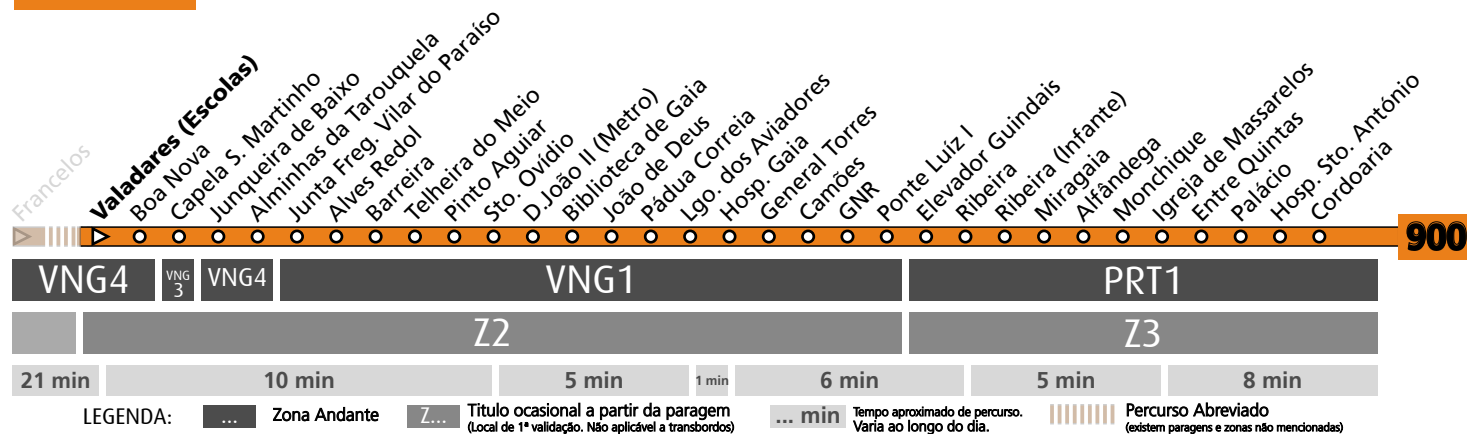 Francelos
Valadares (Escolas)
Boa Nova
Capela S. Martinho
Junqueira de Baixo
Alminhas da Tarouquela
Junta Freg. Vilar do Paraíso
Alves Redol
Barreira
Telheira do Meio
Pinto Aguiar
Sto. Ovídio
D.João II (Metro)
Biblioteca de Gaia
João de Deus
Pádua Correia
Lgo. dos Aviadores
Hosp. Gaia
General Torres
Camões
GNR
Ponte Luíz I
Elevador Guindais
Ribeira
Ribeira (Infante)
Miragaia
Alfândega
Monchique
Igreja de Massarelos
Entre Quintas
Palácio
Hosp. Sto. António
Cordoaria
900
VNG4 VNG 3 VNG4 VNG1 PRT1
Z2 Z3
21 min 10 min 5 min 1 min 6 min 5 min 8 min
LEGENDA:
... Zona Andante
Z... Titulo ocasional a partir da paragem
(Local de 1ª validação. Não aplicável a transbordos)
... min Tempo aproximado de percurso.
Varia ao longo do dia.
Percurso Abreviado
(existem paragens e zonas não mencionadas)